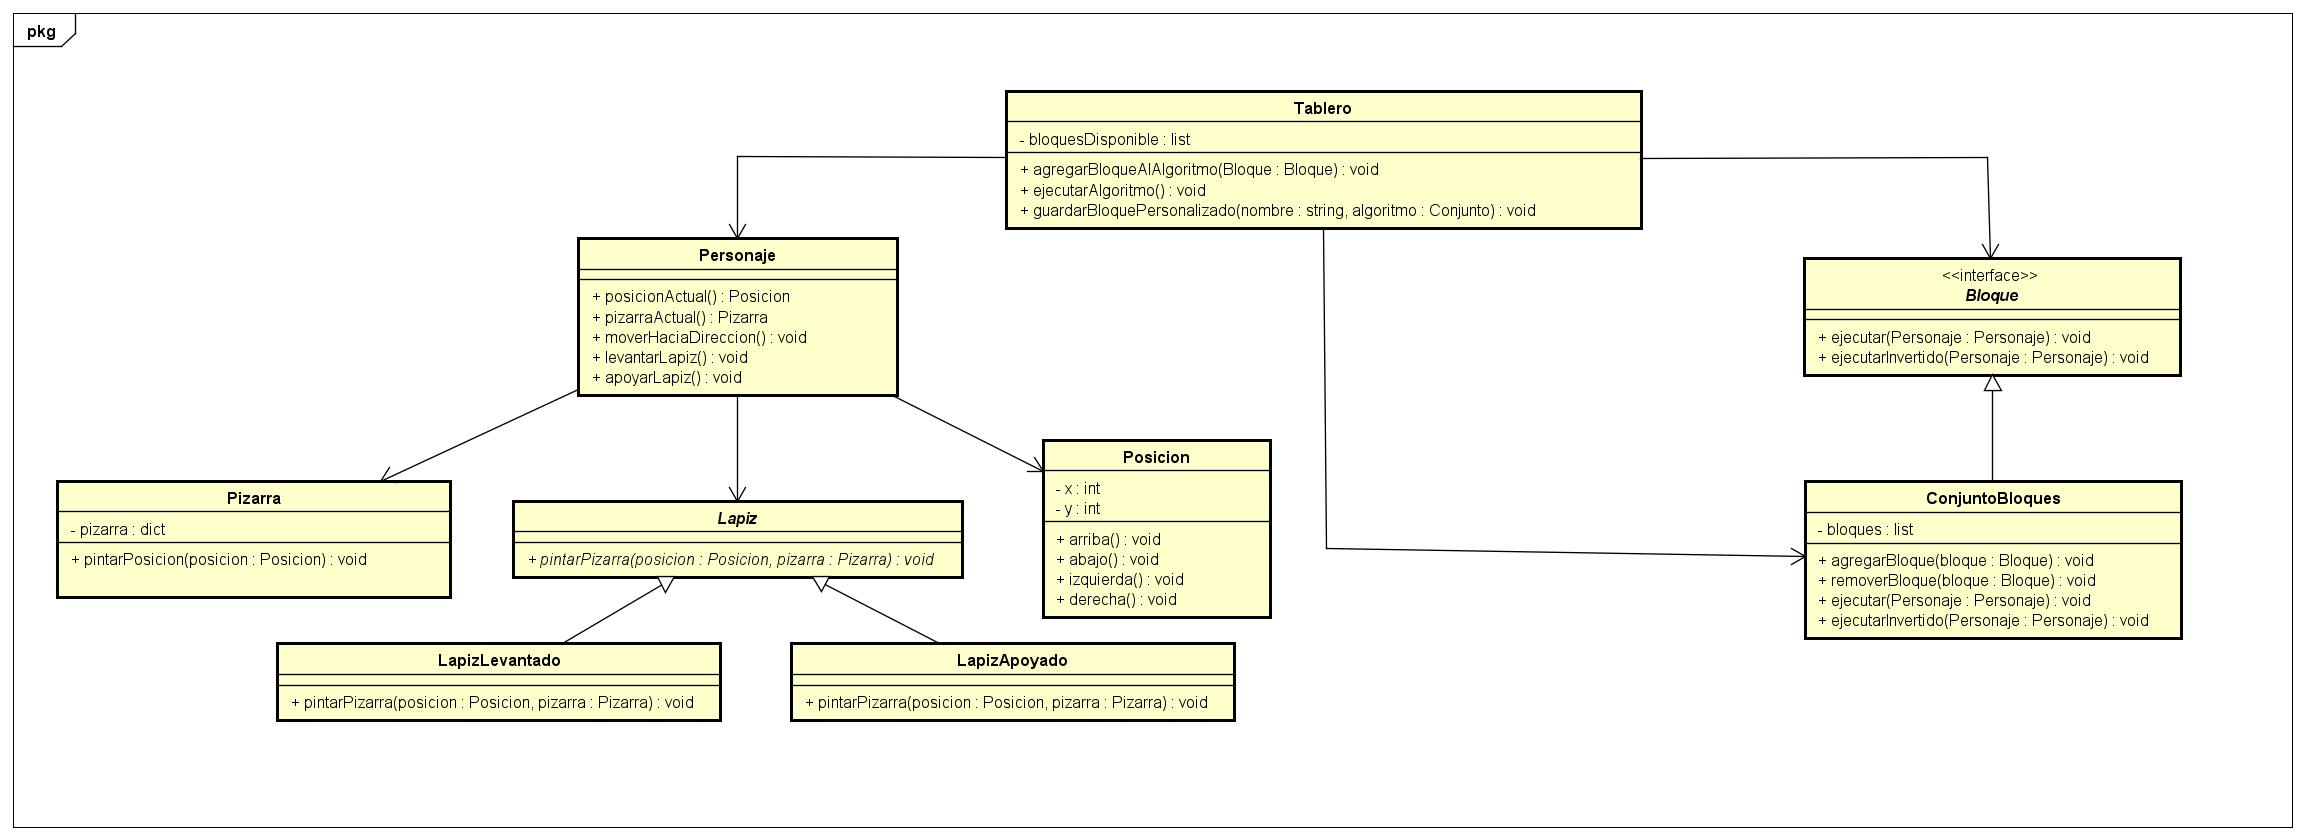 pkg
Tablero
- bloquesDisponible : list
+ agregarBloqueAlAlgoritmo(Bloque : Bloque) : void
+ ejecutarAlgoritmo() : void
+ guardarBloquePersonalizado(nombre : string, algoritmo : Conjunto) : void
Personaje
+ posicionActual() : Posicion
+ pizarraActual() : Pizarra
+ moverHaciaDireccion() : void
+ levantarLapiz() : void
+ apoyarLapiz() : void
<<interface>>
Bloque
+ ejecutar(Personaje : Personaje) : void
+ ejecutarInvertido(Personaje : Personaje) : void
Pizarra
- pizarra : dict
+ pintarPosicion(posicion : Posicion) : void
Lapiz
+ pintarPizarra(posicion : Posicion, pizarra : Pizarra) : void
Posicion
- x : int
- y : int
+ arriba() : void
+ abajo() : void
+ izquierda() : void
+ derecha() : void
ConjuntoBloques
- bloques : list
+ agregarBloque(bloque : Bloque) : void
+ removerBloque(bloque : Bloque) : void
+ ejecutar(Personaje : Personaje) : void
+ ejecutarInvertido(Personaje : Personaje) : void
LapizLevantado
+ pintarPizarra(posicion : Posicion, pizarra : Pizarra) : void
LapizApoyado
+ pintarPizarra(posicion : Posicion, pizarra : Pizarra) : void